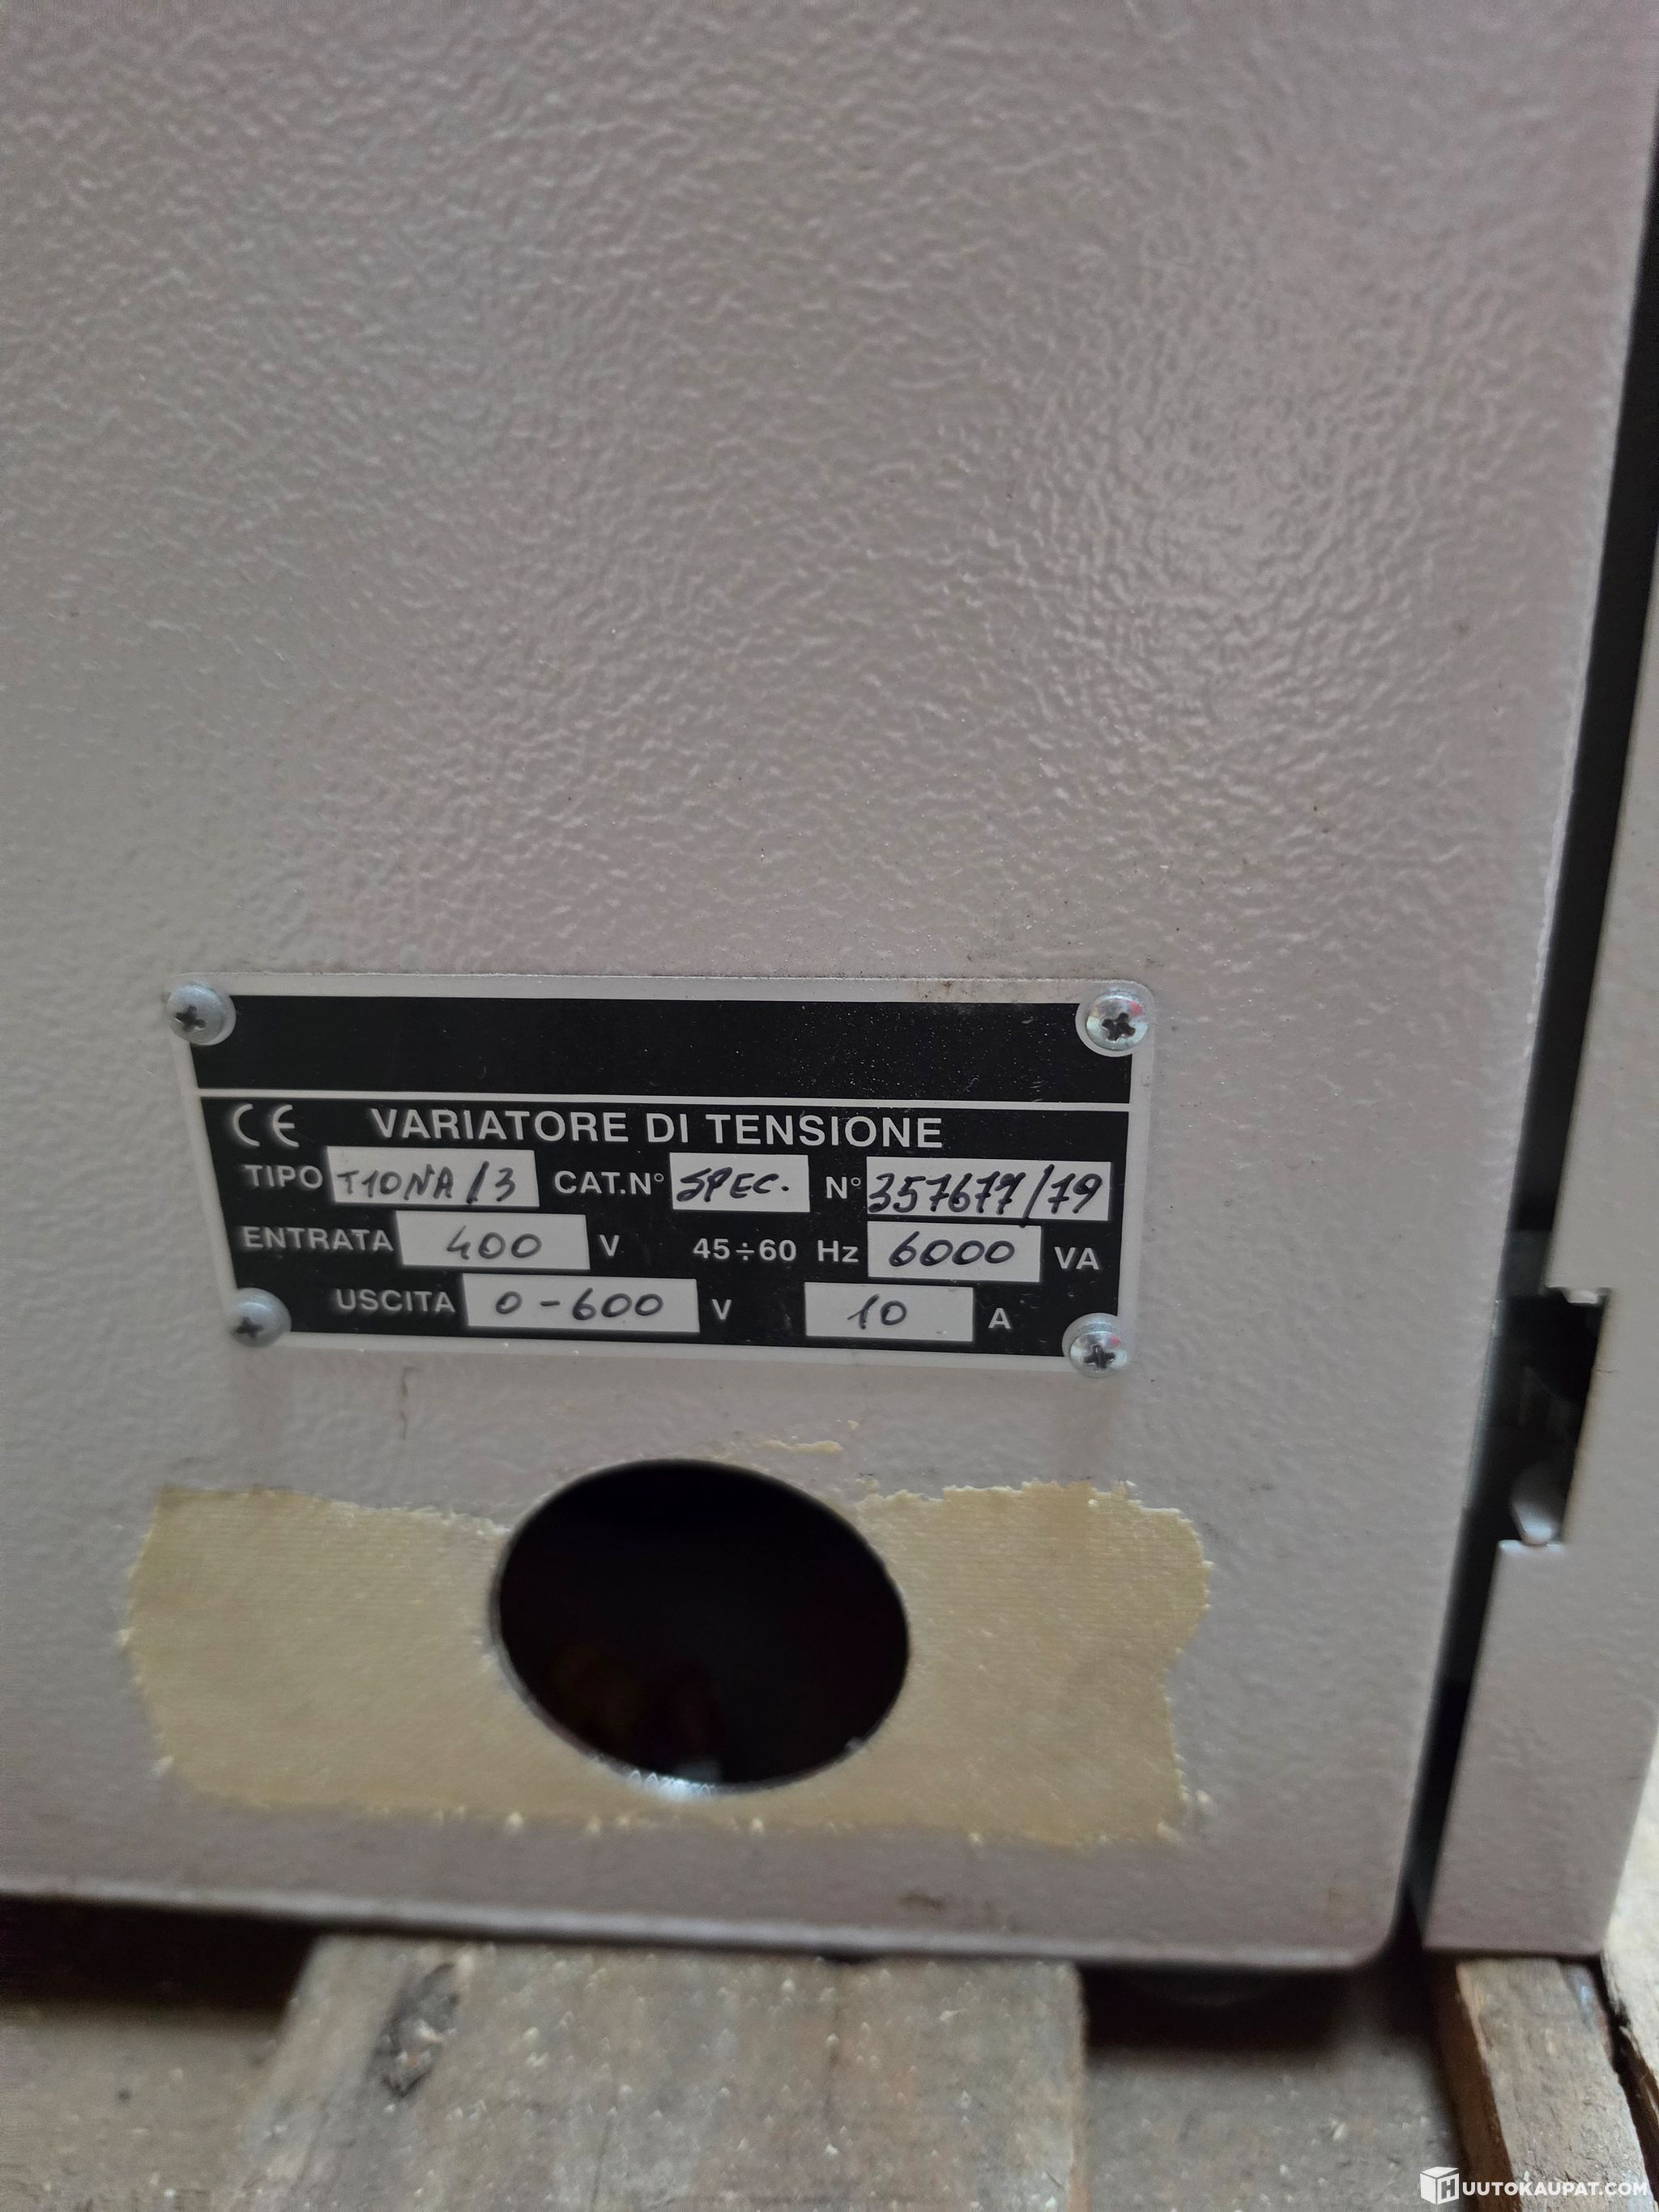 CE VARIATORE DI TENSIONE
TIPO T10NA/3 CAT.N° SPEC. N° 357677/79
ENTRATA 400 V 45÷60 Hz 6000 VA
USCITA 0-600 V 10 A
HUUTOKAUPAT.COM